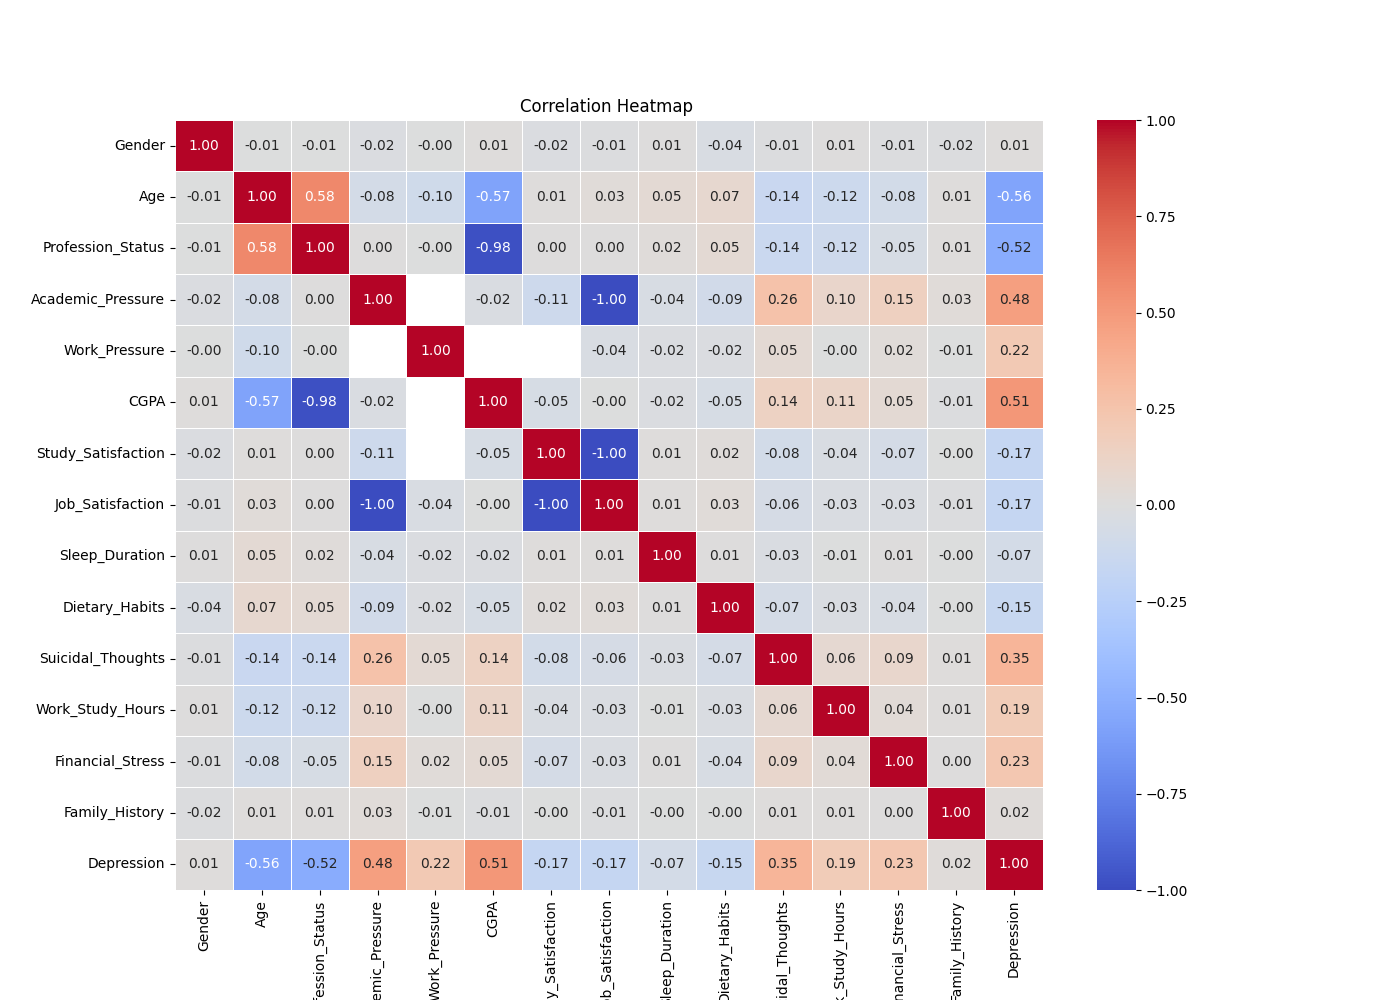 Correlation Heatmap
Gender 1.00 -0.01 -0.01 -0.02 -0.00 0.01 -0.02 -0.01 0.01 -0.04 -0.01 0.01 -0.01 -0.02 0.01
Age -0.01 1.00 0.58 -0.08 -0.10 -0.57 0.01 0.03 0.05 0.07 -0.14 -0.12 -0.08 0.01 -0.56
Profession_Status -0.01 0.58 1.00 0.00 -0.00 -0.98 0.00 0.00 0.02 0.05 -0.14 -0.12 -0.05 0.01 -0.52
Academic_Pressure -0.02 -0.08 0.00 1.00 -0.02 -0.11 -1.00 -0.04 -0.09 0.26 0.10 0.15 0.03 0.48
Work_Pressure -0.00 -0.10 -0.00 1.00 -0.04 -0.02 -0.02 0.05 -0.00 0.02 -0.01 0.22
CGPA 0.01 -0.57 -0.98 -0.02 1.00 -0.05 -0.00 -0.02 -0.05 0.14 0.11 0.05 -0.01 0.51
Study_Satisfaction -0.02 0.01 0.00 -0.11 -0.05 1.00 -1.00 0.01 0.02 -0.08 -0.04 -0.07 -0.00 -0.17
Job_Satisfaction -0.01 0.03 0.00 -1.00 -0.04 -0.00 -1.00 1.00 0.01 0.03 -0.06 -0.03 -0.03 -0.01 -0.17
Sleep_Duration 0.01 0.05 0.02 -0.04 -0.02 -0.02 0.01 0.01 1.00 0.01 -0.03 -0.01 0.01 -0.00 -0.07
Dietary_Habits -0.04 0.07 0.05 -0.09 -0.02 -0.05 0.02 0.03 0.01 1.00 -0.07 -0.03 -0.04 -0.00 -0.15
Suicidal_Thoughts -0.01 -0.14 -0.14 0.26 0.05 0.14 -0.08 -0.06 -0.03 -0.07 1.00 0.06 0.09 0.01 0.35
Work_Study_Hours 0.01 -0.12 -0.12 0.10 -0.00 0.11 -0.04 -0.03 -0.01 -0.03 0.06 1.00 0.04 0.01 0.19
Financial_Stress -0.01 -0.08 -0.05 0.15 0.02 0.05 -0.07 -0.03 0.01 -0.04 0.09 0.04 1.00 0.00 0.23
Family_History -0.02 0.01 0.01 0.03 -0.01 -0.01 -0.00 -0.01 -0.00 -0.00 0.01 0.01 0.00 1.00 0.02
Depression 0.01 -0.56 -0.52 0.48 0.22 0.51 -0.17 -0.17 -0.07 -0.15 0.35 0.19 0.23 0.02 1.00
Gender
Age
fession_Status
emic_Pressure
Work_Pressure
CGPA
y_Satisfaction
ob_Satisfaction
leep_Duration
Dietary_Habits
idal_Thoughts
k_Study_Hours
nancial_Stress
Family_History
Depression
1.00
0.75
0.50
0.25
0.00
−0.25
−0.50
−0.75
−1.00